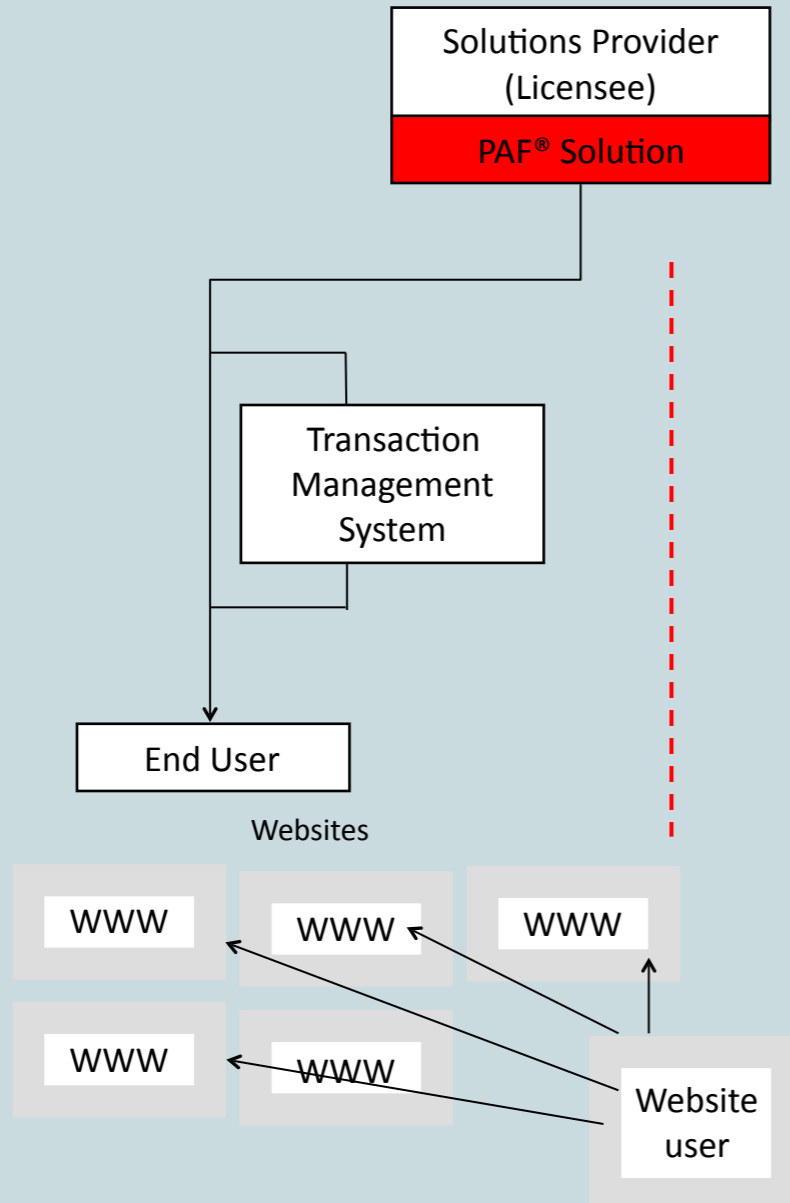 Solutions Provider
(Licensee)
PAF® Solution
Transaction
Management
System
End User
Websites
WWW
WWW
WWW
WWW
WWW
Website
user